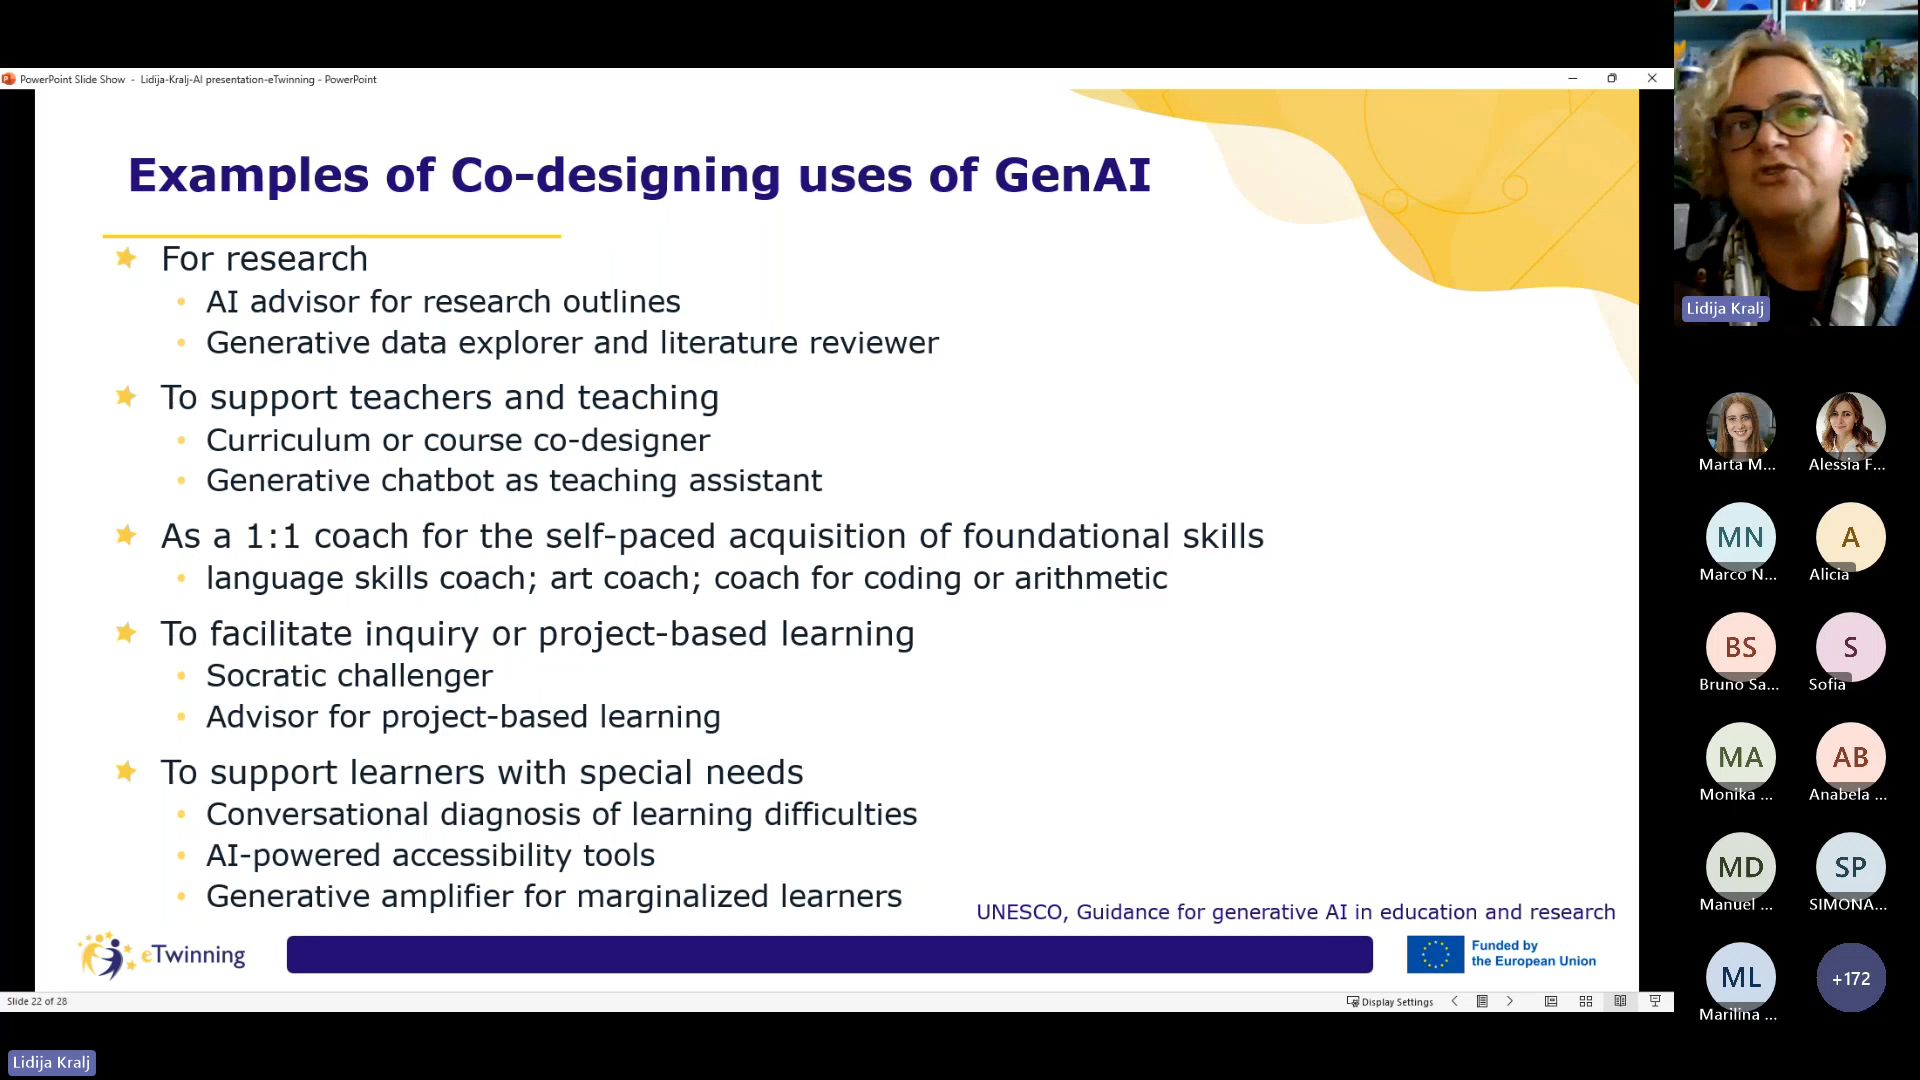 PowerPoint Slide Show - Lidija-Kralj-AI presentation-eTwinning - PowerPoint
Examples of Co-designing uses of GenAI
For research
AI advisor for research outlines
Generative data explorer and literature reviewer
To support teachers and teaching
Curriculum or course co-designer
Generative chatbot as teaching assistant
As a 1:1 coach for the self-paced acquisition of foundational skills
language skills coach; art coach; coach for coding or arithmetic
To facilitate inquiry or project-based learning
Socratic challenger
Advisor for project-based learning
To support learners with special needs
Conversational diagnosis of learning difficulties
AI-powered accessibility tools
Generative amplifier for marginalized learners
UNESCO, Guidance for generative AI in education and research
eTwinning
Funded by
the European Union
Slide 22 of 28
Display Settings
Lidija Kralj
Lidija Kralj
Marta M...
Alessia F...
MN
Marco N...
A
Alicia
BS
Bruno Sa...
S
Sofia
MA
Monika ...
AB
Anabela ...
MD
Manuel ...
SP
SIMONA...
ML
Marilina ...
+172